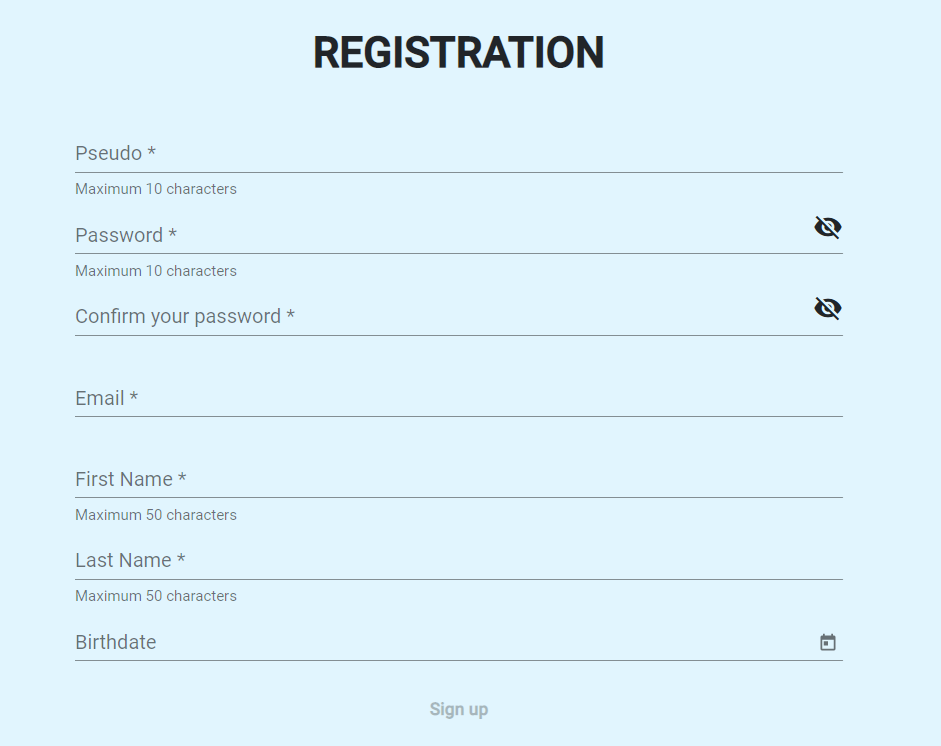 REGISTRATION
Pseudo *
Maximum 10 characters
Password *
Maximum 10 characters
Confirm your password *
Email *
First Name *
Maximum 50 characters
Last Name *
Maximum 50 characters
Birthdate
Sign up